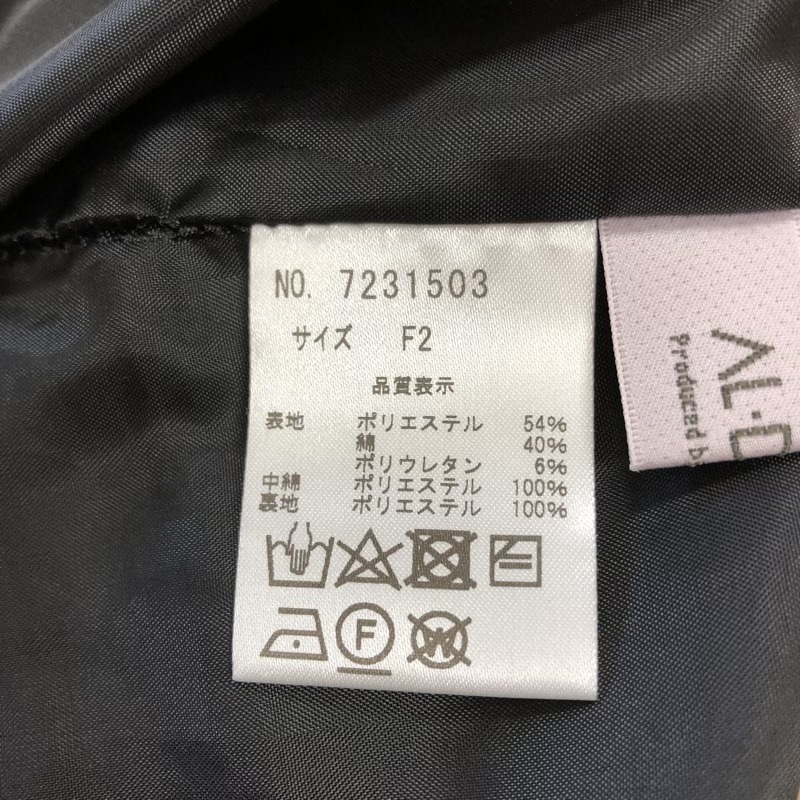 NO. 7231503
サイズ F2
品質表示
表地 ポリエステル 54%
綿 40%
ポリウレタン 6%
中綿 ポリエステル 100%
裏地 ポリエステル 100%
F
W
Produced by